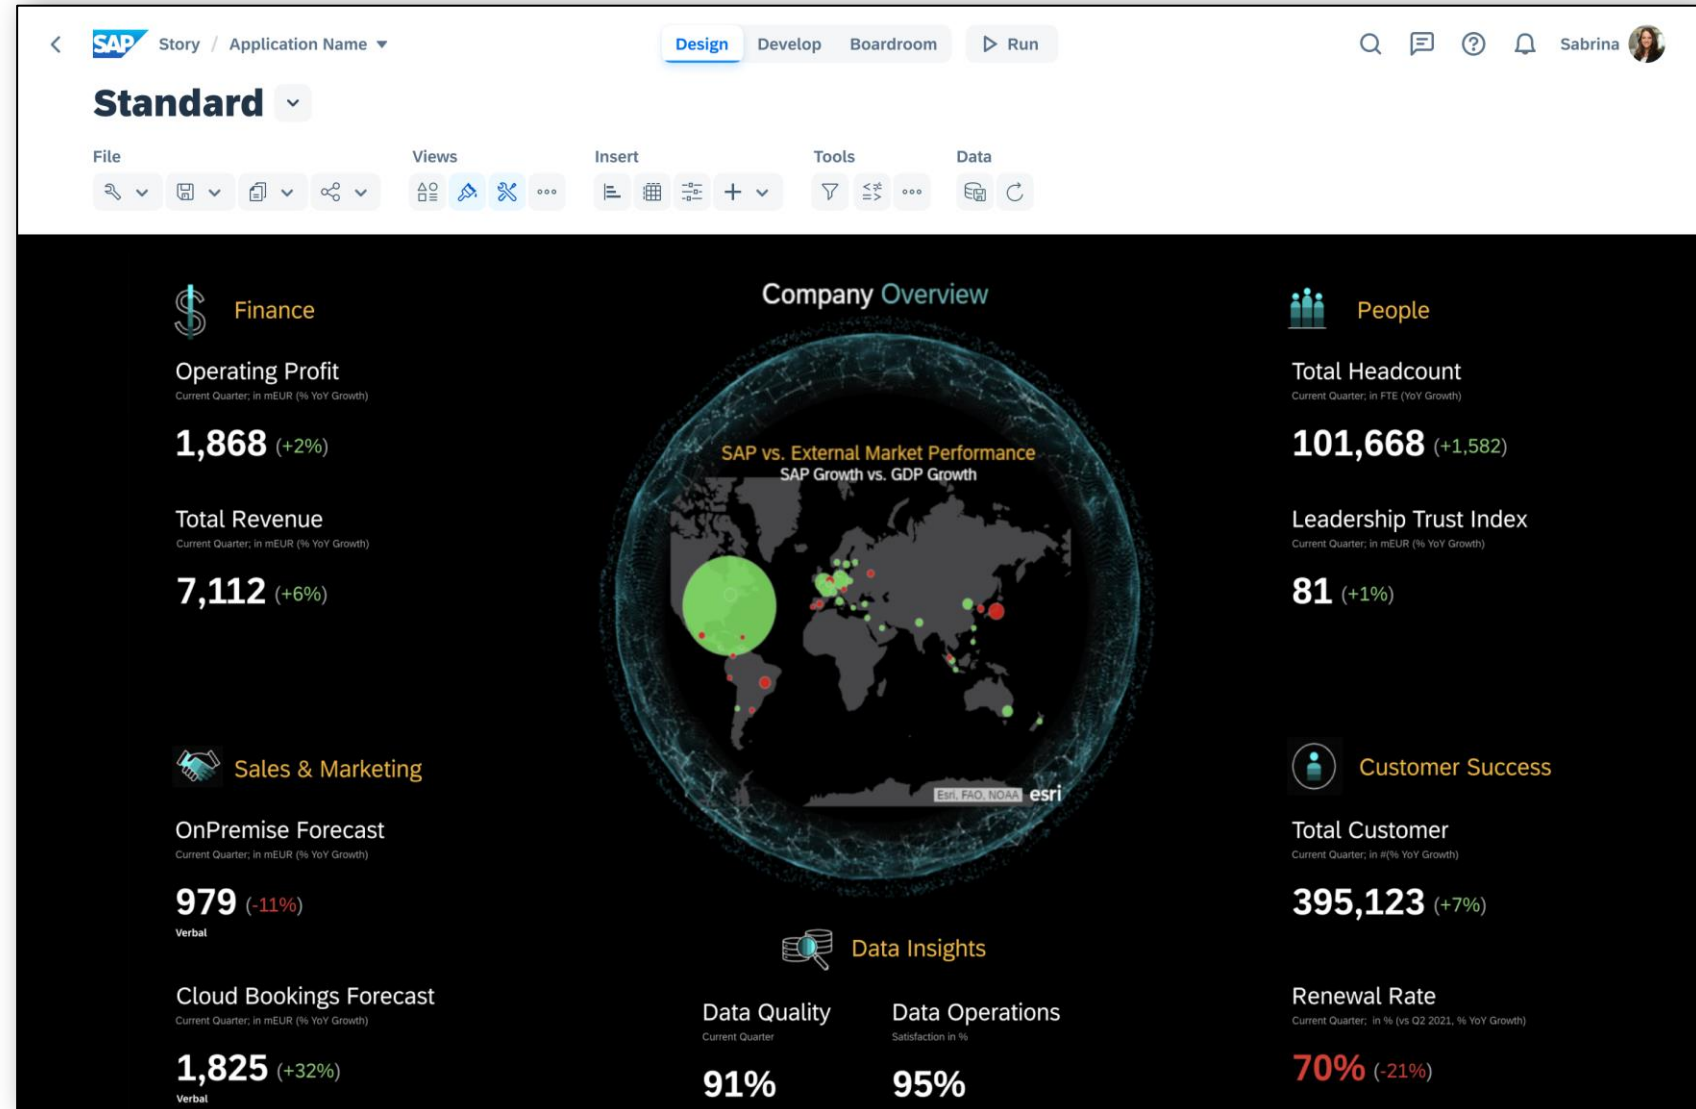 SAP Story / Application Name
Design Develop Boardroom Run
Sabrina
Standard
File Views Insert Tools Data
Company Overview
SAP vs. External Market Performance
SAP Growth vs. GDP Growth
Esri, FAO, NOAA esri
Finance
Operating Profit
Current Quarter; in mEUR (% YoY Growth)
1,868 (+2%)
Total Revenue
Current Quarter; in mEUR (% YoY Growth)
7,112 (+6%)
People
Total Headcount
Current Quarter; in FTE (YoY Growth)
101,668 (+1,582)
Leadership Trust Index
Current Quarter; in mEUR (% YoY Growth)
81 (+1%)
Sales & Marketing
OnPremise Forecast
Current Quarter; in mEUR (% YoY Growth)
979 (-11%)
Verbal
Cloud Bookings Forecast
Current Quarter; in mEUR (% YoY Growth)
1,825 (+32%)
Verbal
Data Insights
Data Quality
Current Quarter
91%
Data Operations
Satisfaction in %
95%
Customer Success
Total Customer
Current Quarter; in #(% YoY Growth)
395,123 (+7%)
Renewal Rate
Current Quarter; in % (vs Q2 2021, % YoY Growth)
70% (-21%)